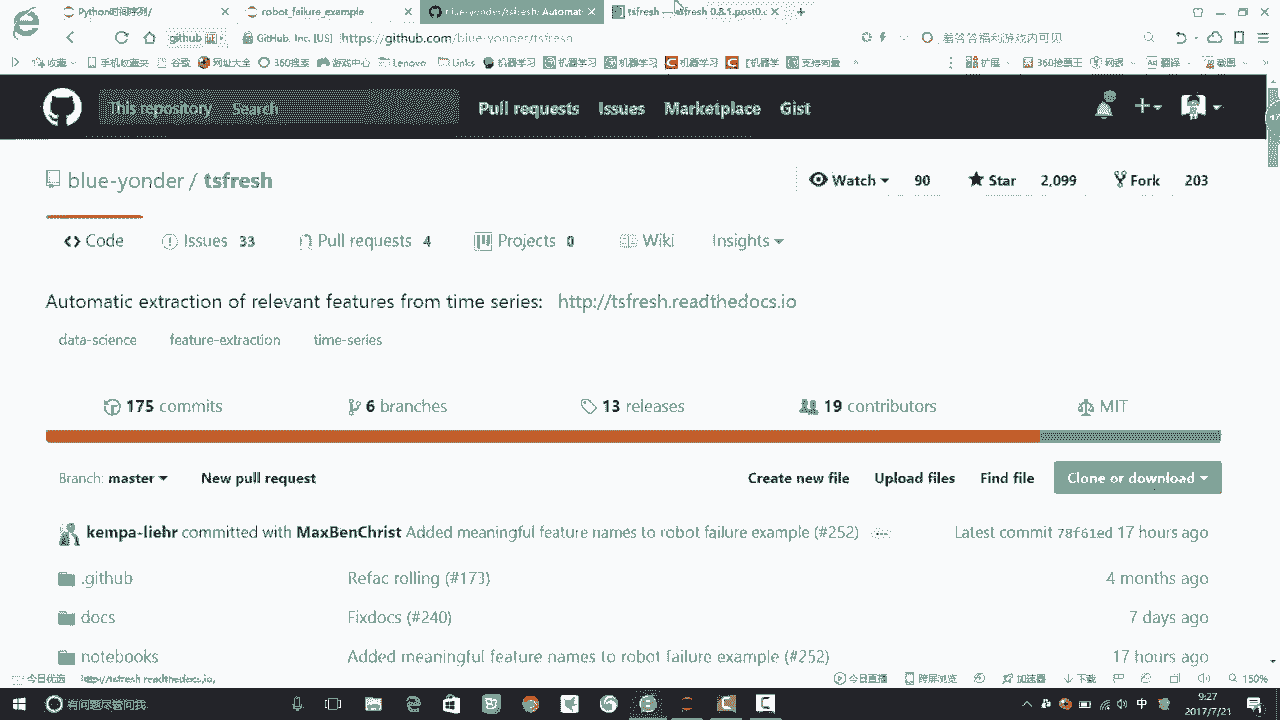 Python时间序列/
robot_failure_example
blue-yonder/tsfresh: Automat
tsfresh — tsfresh 0.8.1.post0.c
github
GitHub, Inc. [US]
https://github.com/blue-yonder/tsfresh
收藏
手机收藏夹
谷歌
网址大全
360搜索
游戏中心
Lenovo
Links
机器学习
机器学习
机器学习
机器学习
【机器学
支持向量
扩展
网银
翻译
截图
This repository
Search
Pull requests
Issues
Marketplace
Gist
blue-yonder / tsfresh
Watch
90
Star
2,099
Fork
203
Code
Issues 33
Pull requests 4
Projects 0
Wiki
Insights
Automatic extraction of relevant features from time series: http://tsfresh.readthedocs.io
data-science
feature-extraction
time-series
175 commits
6 branches
13 releases
19 contributors
MIT
Branch: master
New pull request
Create new file
Upload files
Find file
Clone or download
kempa-liehr committed with MaxBenChrist Added meaningful feature names to robot failure example (#252)
Latest commit 78f61ed 17 hours ago
.github
Refac rolling (#173)
4 months ago
docs
Fixdocs (#240)
7 days ago
notebooks
Added meaningful feature names to robot failure example (#252)
17 hours ago
今日优选
http://tsfresh.readthedocs.io/
今日直播
跨屏浏览
加速器
下载
150%
有问题尽管问我
中
9:27
2017/7/21